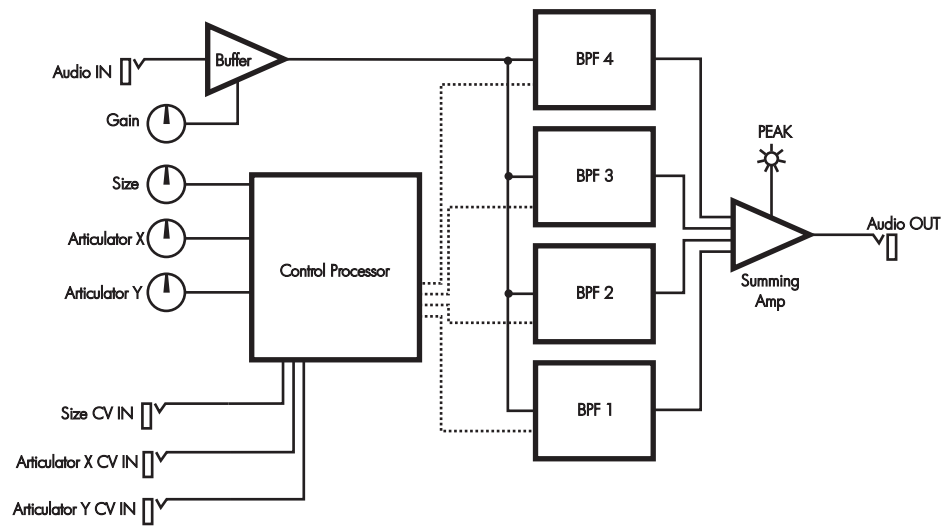 Audio IN
Buffer
Gain
Size
Articulator X
Articulator Y
Control Processor
Size CV IN
Articulator X CV IN
Articulator Y CV IN
BPF 4
BPF 3
BPF 2
BPF 1
PEAK
Audio OUT
Summing
Amp